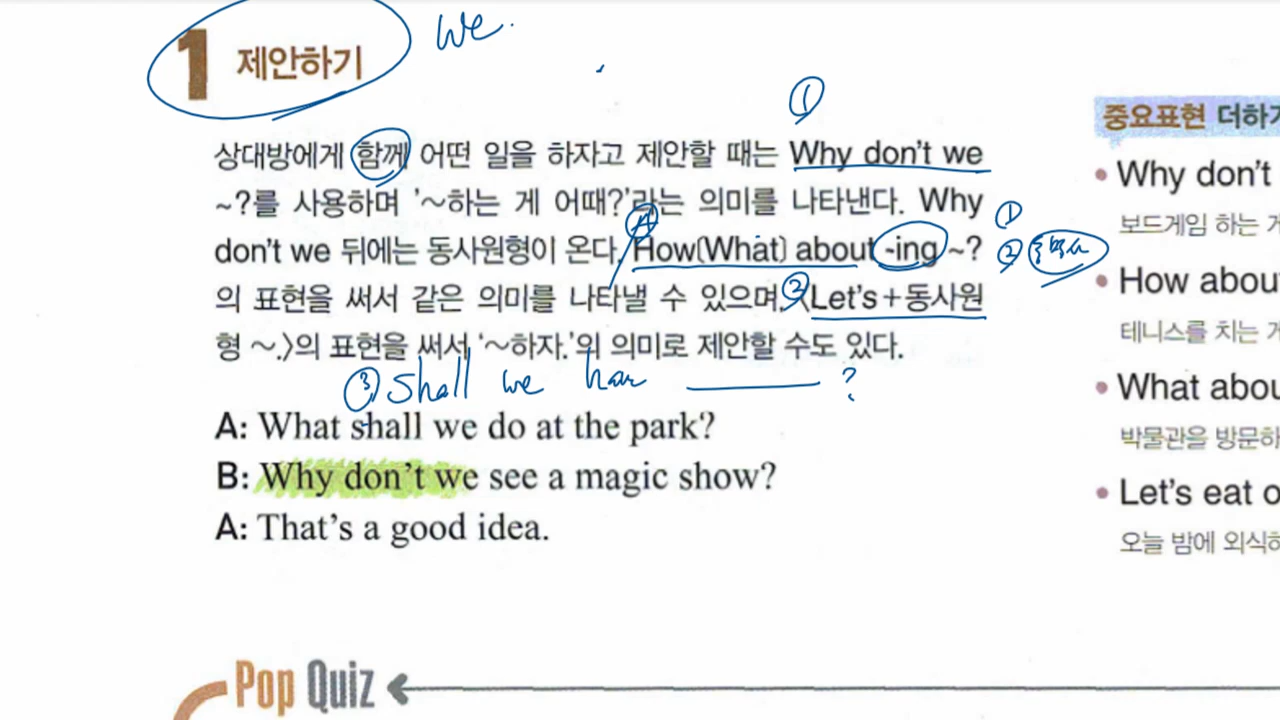 1 제안하기
we.
①
상대방에게 함께 어떤 일을 하자고 제안할 때는 Why don't we
~?를 사용하며 '~하는 게 어때?'라는 의미를 나타낸다. Why
don't we 뒤에는 동사원형이 온다. How(What) about -ing ~?
의 표현을 써서 같은 의미를 나타낼 수 있으며, 〈Let's+동사원
형 ~.〉의 표현을 써서 '~하자.'의 의미로 제안할 수도 있다.
①
②
②
③ Shall we ?
A: What shall we do at the park?
B: Why don't we see a magic show?
A: That's a good idea.
중요표현 더하기
• Why don't
보드게임 하는 거
• How abou
테니스를 치는 거
• What abou
박물관을 방문하
• Let's eat o
오늘 밤에 외식하
Pop Quiz